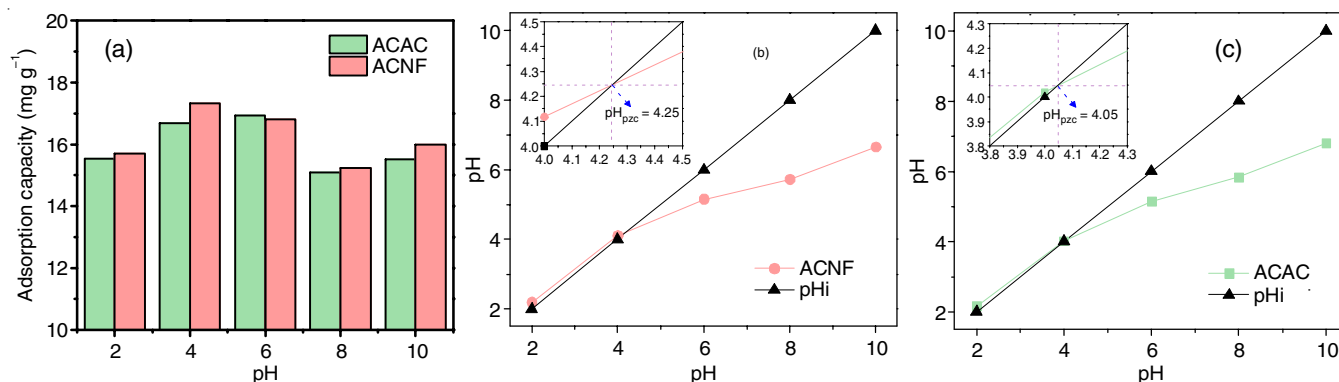 (a)
ACAC
ACNF
Adsorption capacity (mg g⁻¹)
20
18
16
14
12
10
2 4 6 8 10
pH
(b)
pH
10
8
6
4
2
2 4 6 8 10
pH
ACNF
pHi
4.5
4.4
4.3
4.2
4.1
4.0
4.0 4.1 4.2 4.3 4.4 4.5
pHpzc = 4.25
(c)
pH
10
8
6
4
2
2 4 6 8 10
pH
ACAC
pHi
4.3
4.2
4.1
4.0
3.9
3.8
3.8 3.9 4.0 4.1 4.2 4.3
pHpzc = 4.05